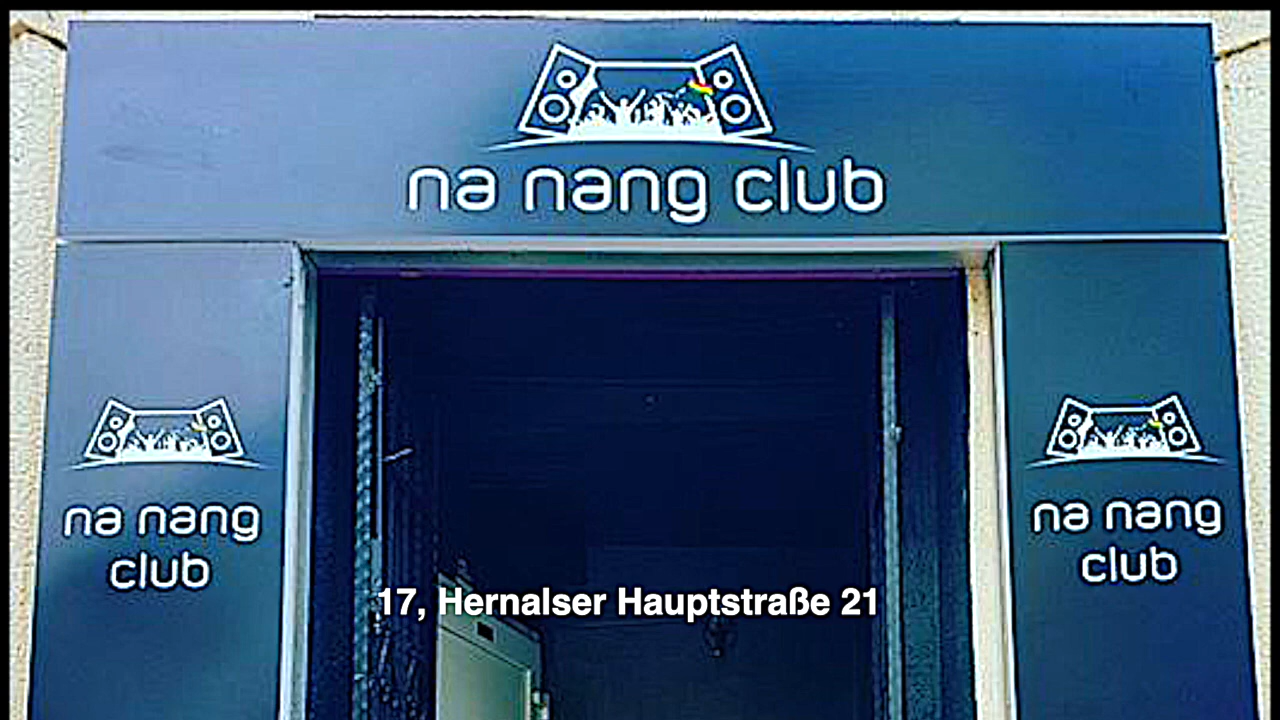 na nang club
na nang
club
na nang
club
17, Hernalser Hauptstraße 21